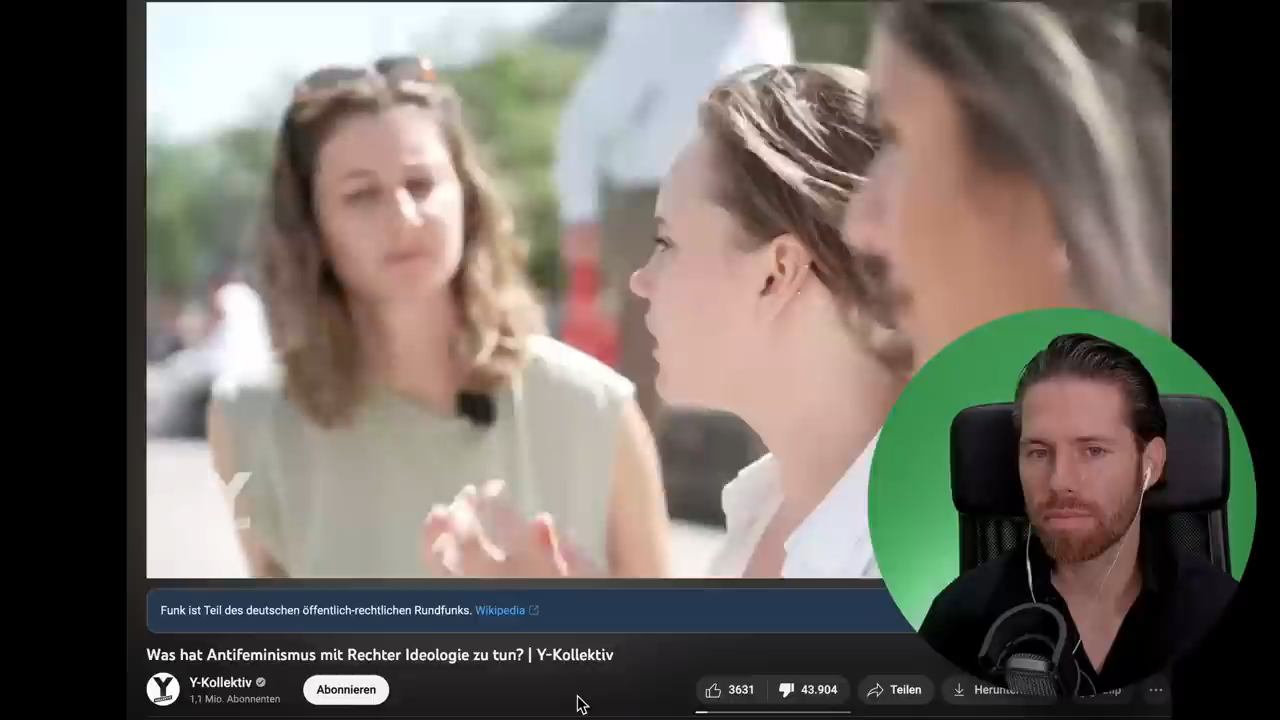 Funk ist Teil des deutschen öffentlich-rechtlichen Rundfunks. Wikipedia
Was hat Antifeminismus mit Rechter Ideologie zu tun? | Y-Kollektiv
Y-Kollektiv
1,1 Mio. Abonnenten
Abonnieren
3631
43.904
Teilen